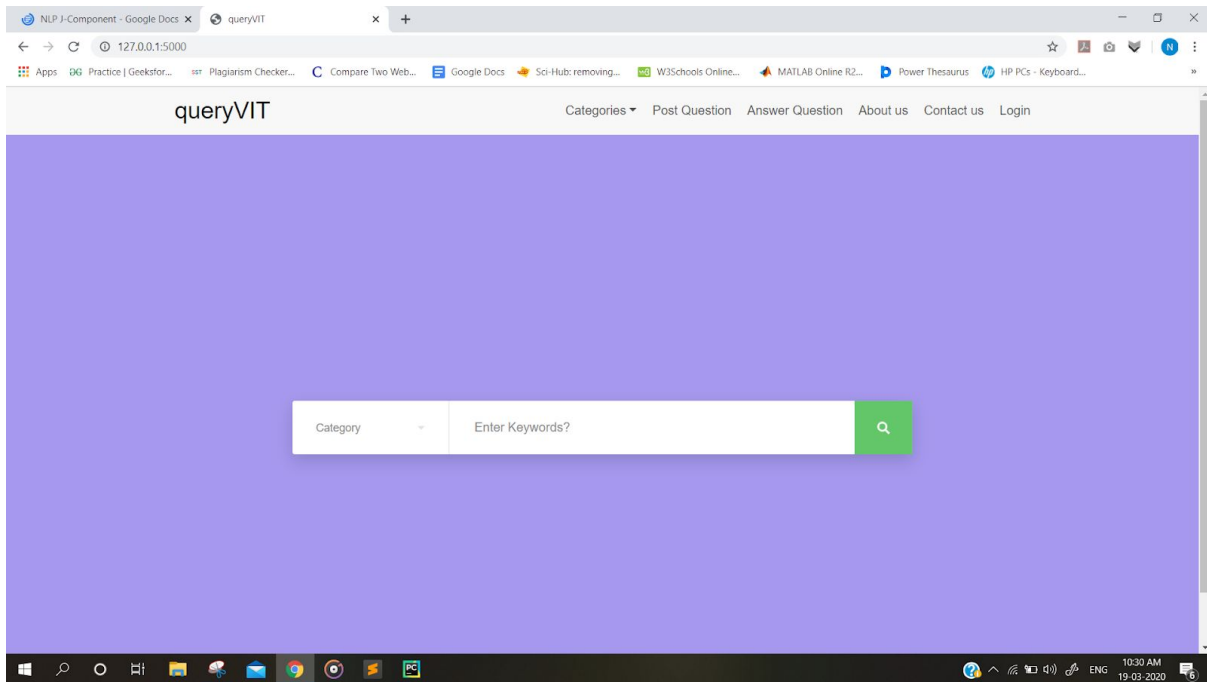 NLP J-Component - Google Docs
queryVIT
127.0.0.1:5000
N
Apps Practice | Geeksfor... Plagiarism Checker... Compare Two Web... Google Docs Sci-Hub: removing... W3Schools Online... MATLAB Online R2... Power Thesaurus HP PCs - Keyboard...
queryVIT Categories Post Question Answer Question About us Contact us Login
Category Enter Keywords?
PC
ENG
10:30 AM
19-03-2020
6